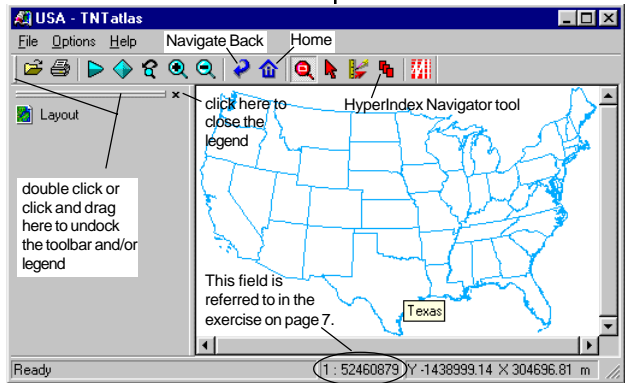 USA - TNTatlas
File Options Help
Navigate Back
Home
click here to
close the
legend
HyperIndex Navigator tool
Layout
double click or
click and drag
here to undock
the toolbar and/or
legend
This field is
referred to in the
exercise on page 7.
Texas
Ready
1 : 52460879 Y -1438999.14 X 304696.81 m